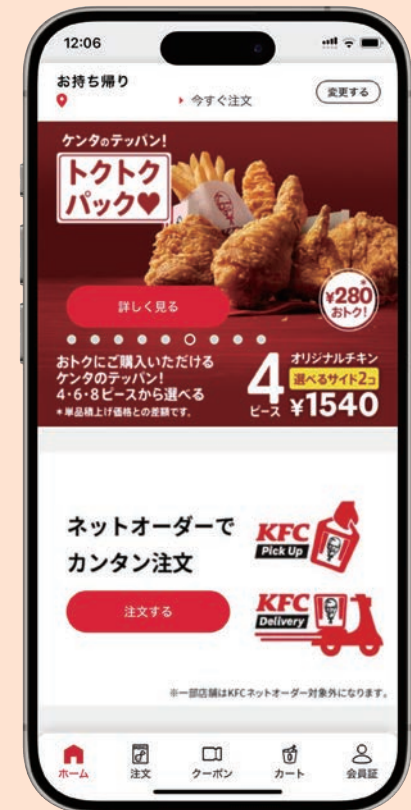 12:06
お持ち帰り
今すぐ注文
変更する
ケンタのテッパン!
トクトク
パック♥
¥280*
おトク!
詳しく見る
おトクにご購入いただける
ケンタのテッパン!
4・6・8ピースから選べる
*単品積上げ価格との差額です。
4
ピース
オリジナルチキン
選べるサイド2コ
¥1540
ネットオーダーで
カンタン注文
注文する
KFC
Pick Up
KFC
Delivery
※一部店舗はKFCネットオーダー対象外になります。
ホーム
注文
クーポン
カート
会員証